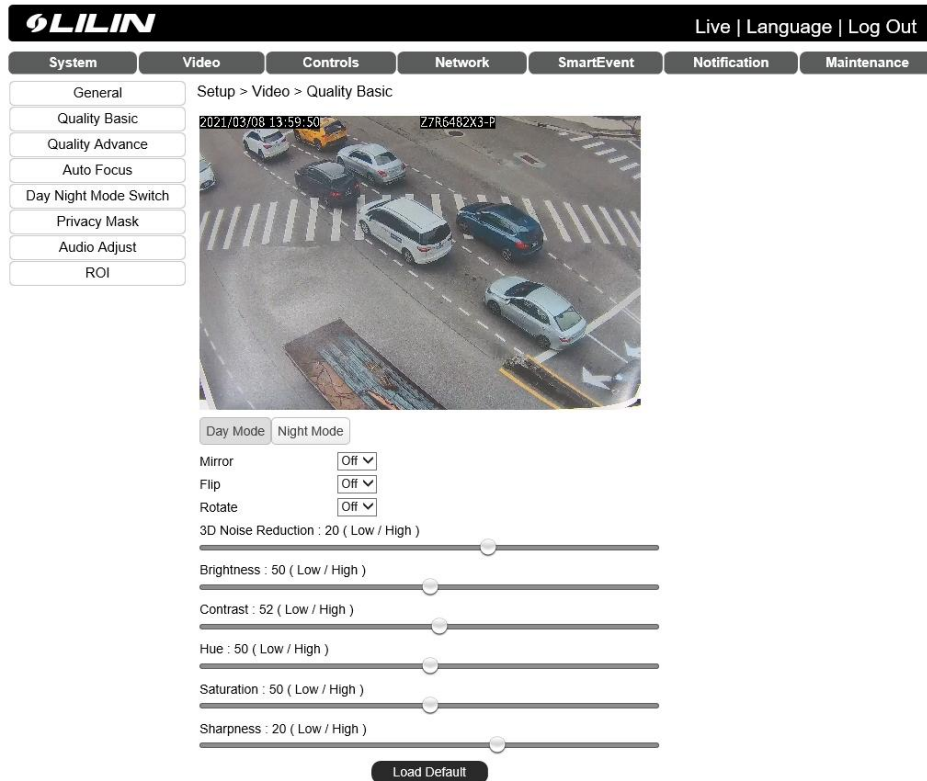 LILIN
Live | Language | Log Out
System Video Controls Network SmartEvent Notification Maintenance
General
Quality Basic
Quality Advance
Auto Focus
Day Night Mode Switch
Privacy Mask
Audio Adjust
ROI
Setup > Video > Quality Basic
2021/03/08 13:59:50 Z7R6482X3-P
Day Mode Night Mode
Mirror Off
Flip Off
Rotate Off
3D Noise Reduction : 20 ( Low / High )
Brightness : 50 ( Low / High )
Contrast : 52 ( Low / High )
Hue : 50 ( Low / High )
Saturation : 50 ( Low / High )
Sharpness : 20 ( Low / High )
Load Default